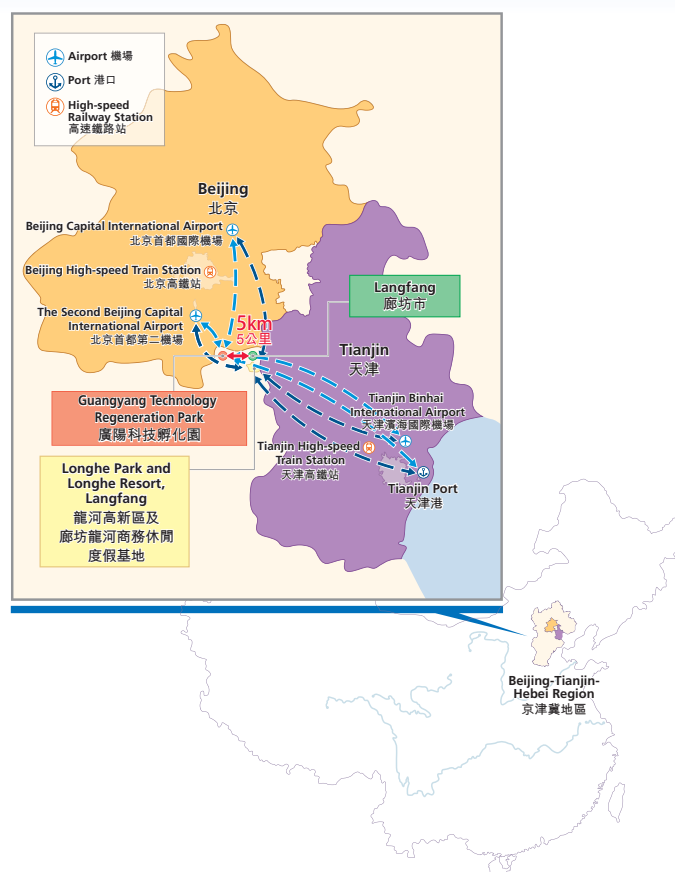 Airport 機場
Port 港口
High-speed
Railway Station
高速鐵路站
Beijing
北京
Beijing Capital International Airport
北京首都國際機場
Beijing High-speed Train Station
北京高鐵站
The Second Beijing Capital
International Airport
北京首都第二機場
5km
5公里
Langfang
廊坊市
Tianjin
天津
Guangyang Technology
Regeneration Park
廣陽科技孵化園
Tianjin Binhai
International Airport
天津濱海國際機場
Tianjin High-speed
Train Station
天津高鐵站
Longhe Park and
Longhe Resort,
Langfang
龍河高新區及
廊坊龍河商務休閒
度假基地
Tianjin Port
天津港
Beijing-Tianjin-
Hebei Region
京津冀地區